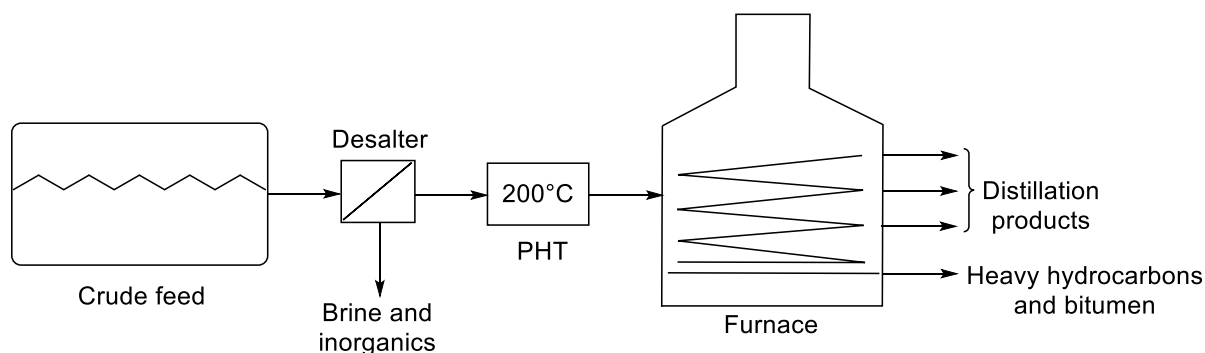 Crude feed
Desalter
Brine and
inorganics
200°C
PHT
Furnace
Distillation
products
Heavy hydrocarbons
and bitumen